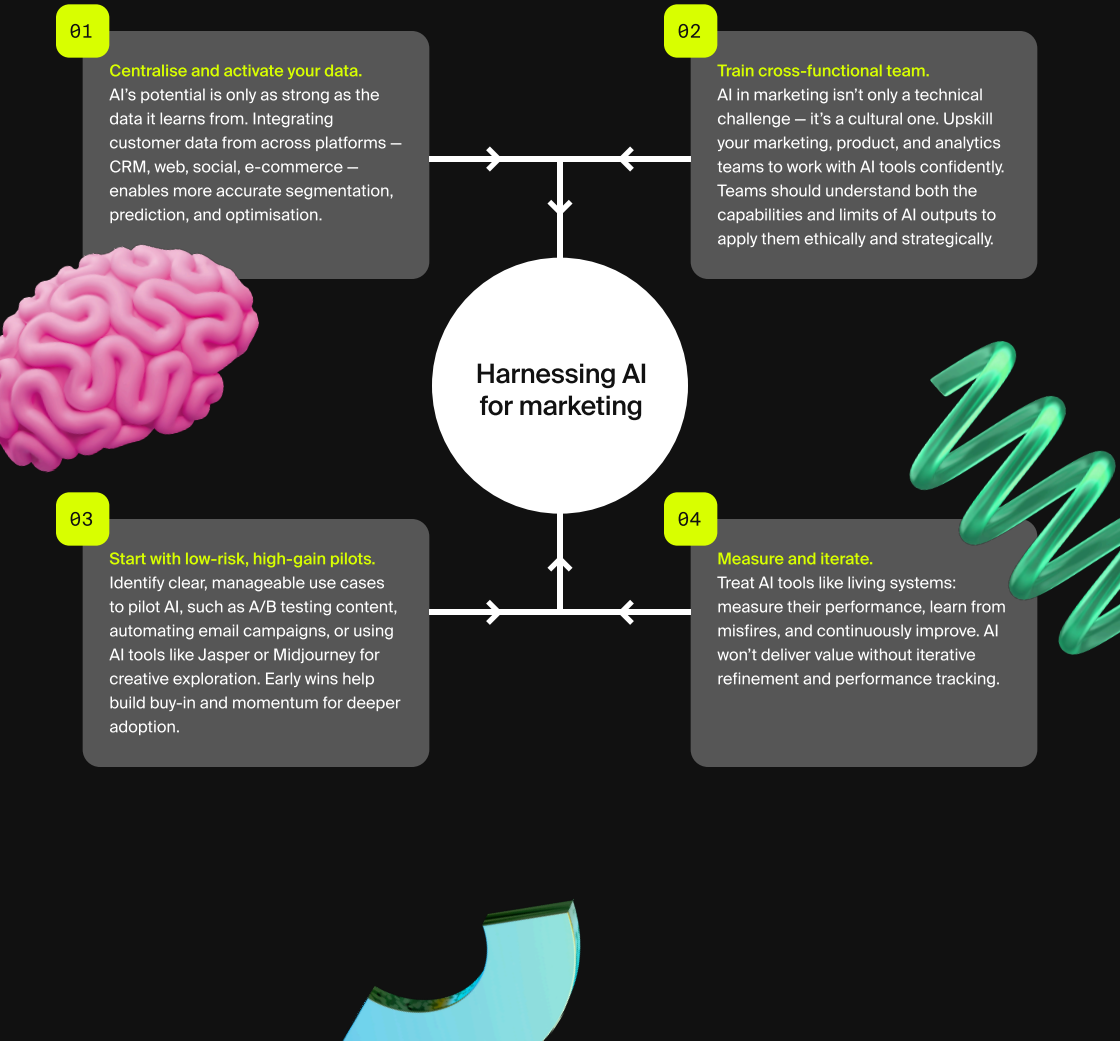 01
Centralise and activate your data.
AI’s potential is only as strong as the
data it learns from. Integrating
customer data from across platforms —
CRM, web, social, e-commerce —
enables more accurate segmentation,
prediction, and optimisation.
02
Train cross-functional team.
AI in marketing isn’t only a technical
challenge — it’s a cultural one. Upskill
your marketing, product, and analytics
teams to work with AI tools confidently.
Teams should understand both the
capabilities and limits of AI outputs to
apply them ethically and strategically.
Harnessing AI
for marketing
03
Start with low-risk, high-gain pilots.
Identify clear, manageable use cases
to pilot AI, such as A/B testing content,
automating email campaigns, or using
AI tools like Jasper or Midjourney for
creative exploration. Early wins help
build buy-in and momentum for deeper
adoption.
04
Measure and iterate.
Treat AI tools like living systems:
measure their performance, learn from
misfires, and continuously improve. AI
won’t deliver value without iterative
refinement and performance tracking.